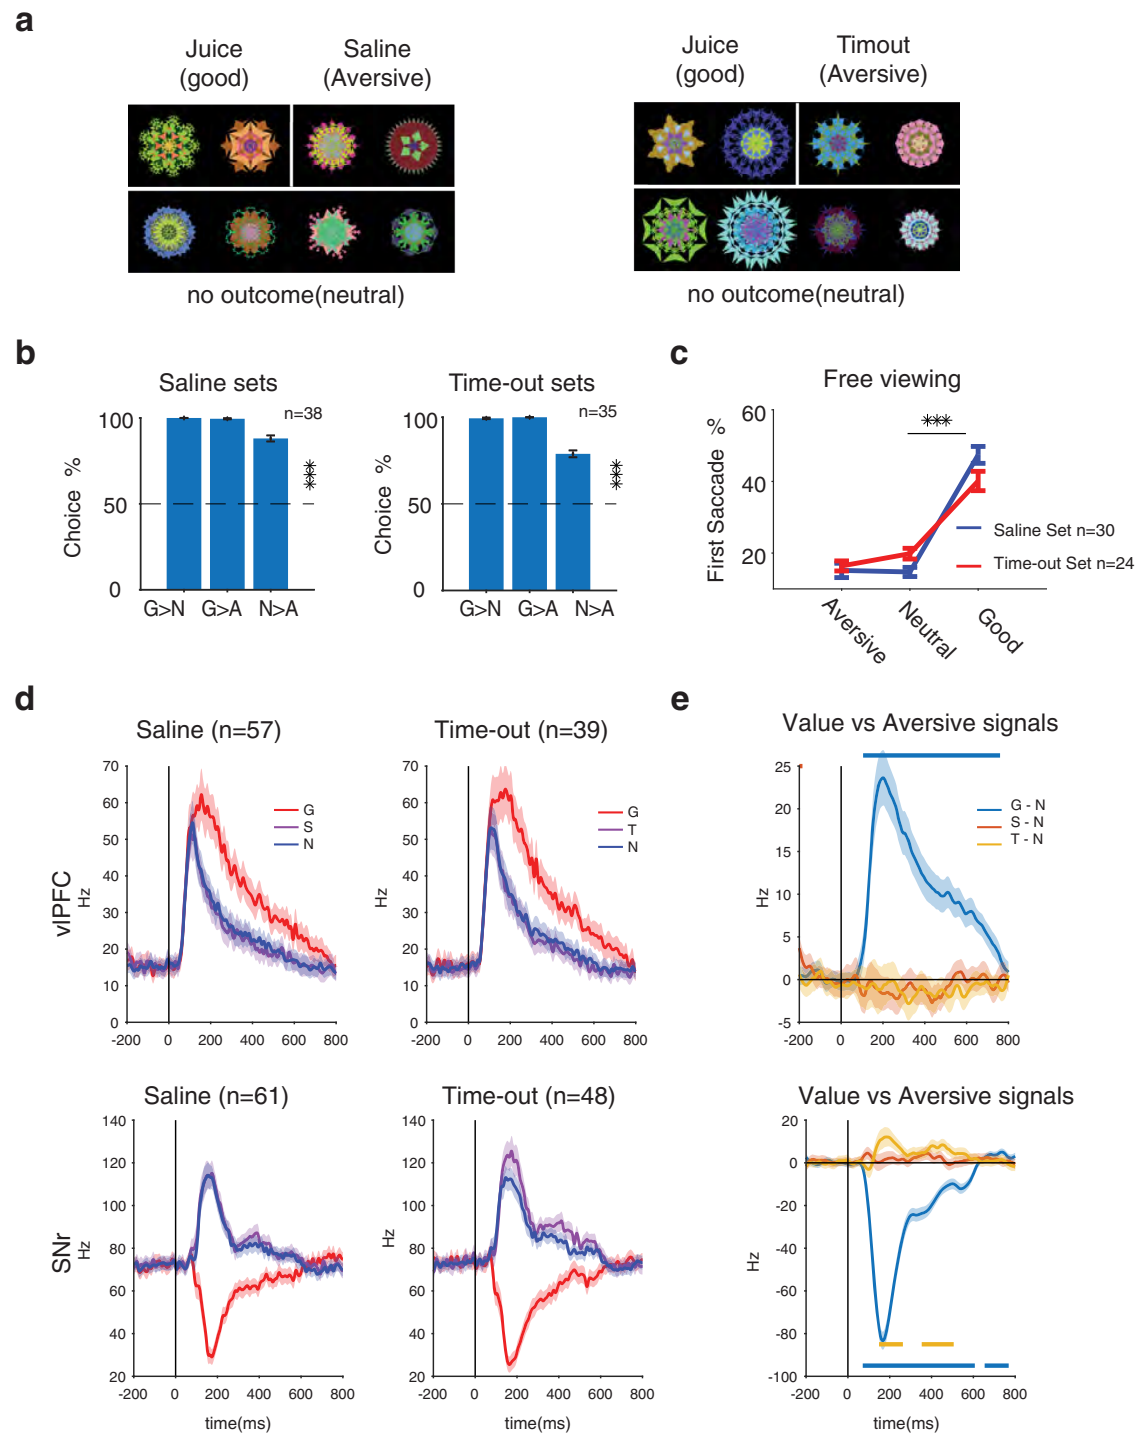 a
Juice
(good)
Saline
(Aversive)
Juice
(good)
Timout
(Aversive)
no outcome(neutral)
no outcome(neutral)
b
Saline sets
n=38
100
50
0
Choice %
***
G>N G>A N>A
Time-out sets
n=35
100
50
0
Choice %
***
G>N G>A N>A
c
Free viewing
60
40
20
First Saccade %
***
Saline Set n=30
Time-out Set n=24
Aversive
Neutral
Good
d
vlPFC
Saline (n=57)
70
60
50
40
30
20
10
0
Hz
G
S
N
-200 0 200 400 600 800
Time-out (n=39)
70
60
50
40
30
20
10
0
Hz
G
T
N
-200 0 200 400 600 800
e
Value vs Aversive signals
25
20
15
10
5
0
-5
Hz
G - N
S - N
T - N
-200 0 200 400 600 800
SNr
Saline (n=61)
140
120
100
80
60
40
20
Hz
-200 0 200 400 600 800
time(ms)
Time-out (n=48)
140
120
100
80
60
40
20
Hz
-200 0 200 400 600 800
time(ms)
Value vs Aversive signals
20
0
-20
-40
-60
-80
-100
Hz
-200 0 200 400 600 800
time(ms)